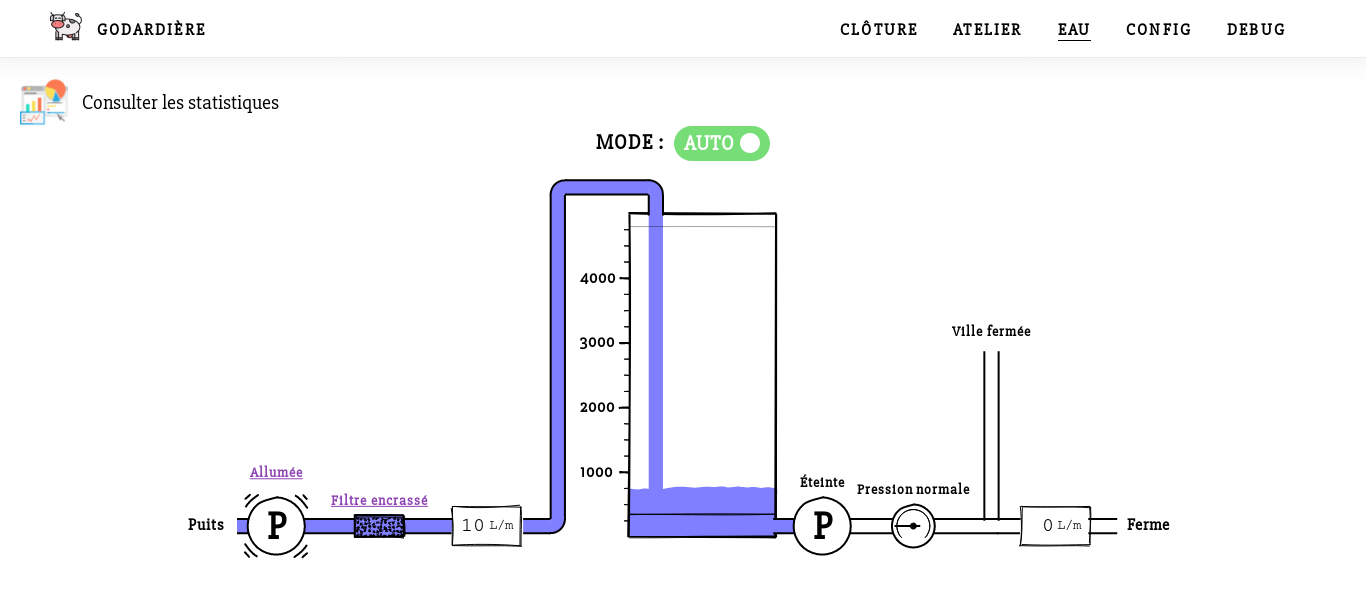 GODARDIÈRE
CLÔTURE ATELIER EAU CONFIG DEBUG
Consulter les statistiques
MODE : AUTO
4000
3000
2000
1000
Ville fermée
Allumée
Filtre encrassé
Éteinte
Pression normale
Puits
P
10 L/m
P
0 L/m
Ferme